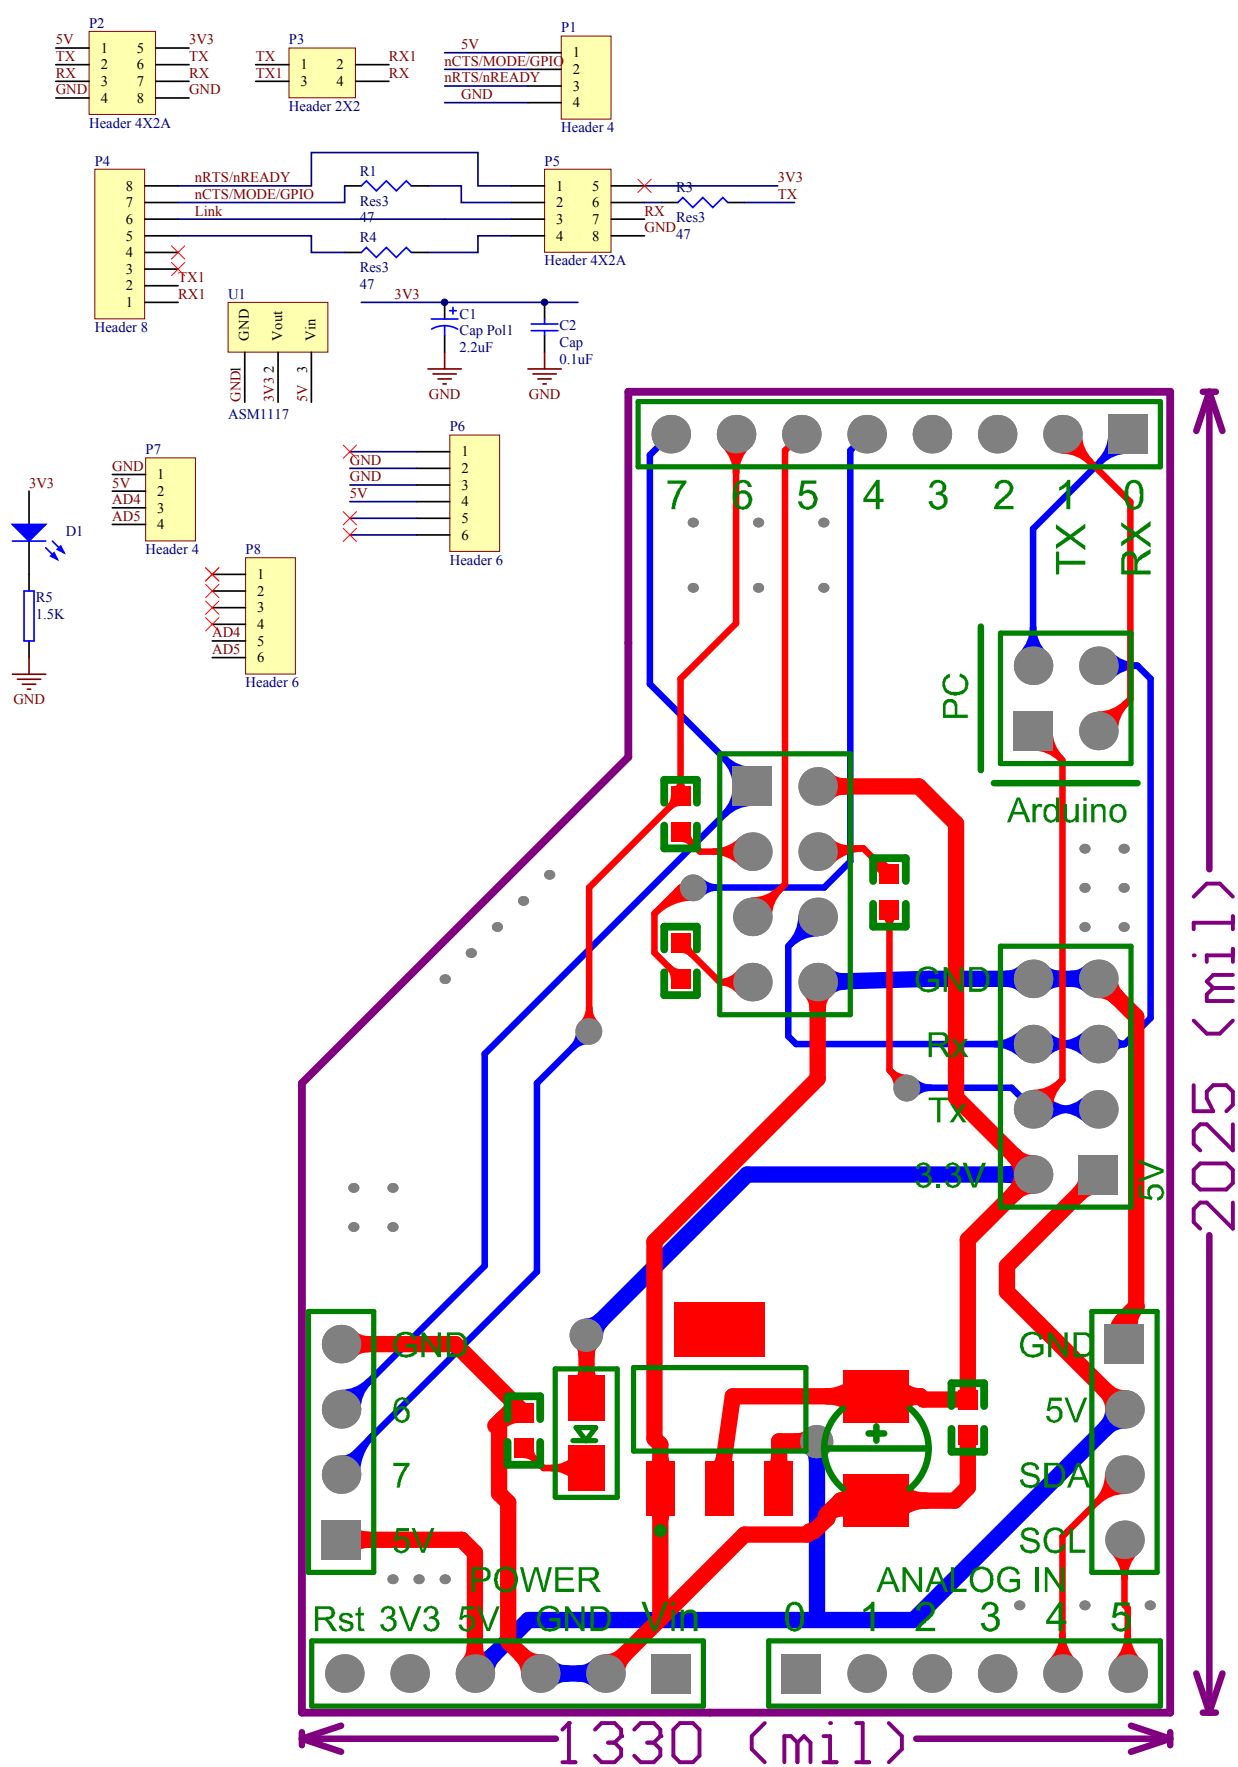 P2
5V 1 5 3V3
TX 2 6 TX
RX 3 7 RX
GND 4 8 GND
Header 4X2A
P3
TX 1 2 RX1
TX1 3 4 RX
Header 2X2
P1
5V 1
nCTS/MODE/GPIO 2
nRTS/nREADY 3
GND 4
Header 4
P4
nRTS/nREADY 8
nCTS/MODE/GPIO 7
Link 6
5
4
3
TX1 2
RX1 1
Header 8
R1
Res3
47
R4
Res3
47
P5
1 5 3V3
2 6 TX
3 7 RX
4 8 GND
Header 4X2A
R3
Res3
47
U1
GND Vout Vin
1 2 3
GND 3V3 5V
ASM1117
3V3
C1
Cap Pol1
2.2uF
GND
C2
Cap
0.1uF
GND
P6
1
GND 2
GND 3
5V 4
5
6
Header 6
P7
GND 1
5V 2
AD4 3
AD5 4
Header 4
P8
1
2
3
4
AD4 5
AD5 6
Header 6
3V3
D1
R5
1.5K
GND
7 6 5 4 3 2 1 0
TX RX
PC
Arduino
GND
Rx
Tx
3.3V
5V
GND
6
7
5V
GND
5V
SDA
SCL
+
POWER
ANALOG IN
Rst 3V3 5V GND Vin
0 1 2 3 4 5
2025 (mil)
1330 (mil)